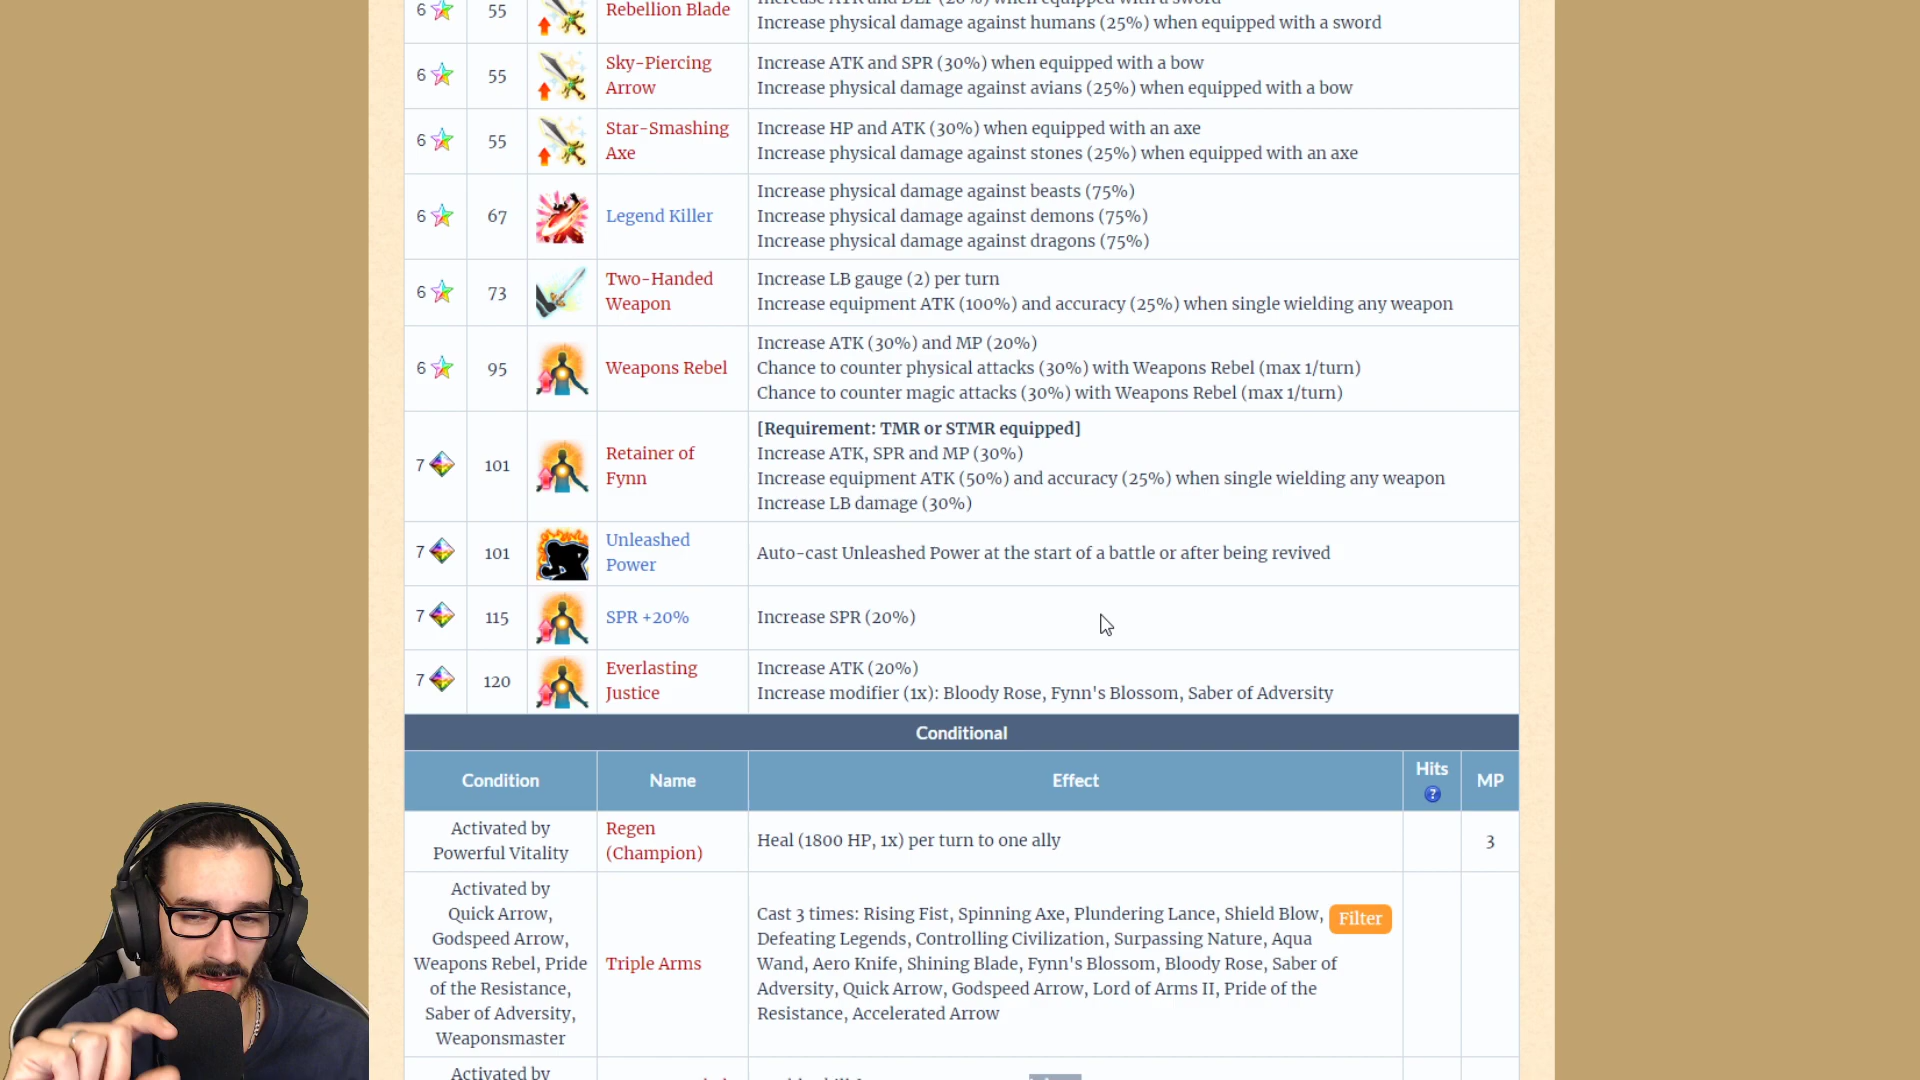 6 55 Rebellion Blade
Increase physical damage against humans (25%) when equipped with a sword
6 55 Sky-Piercing Arrow
Increase ATK and SPR (30%) when equipped with a bow
Increase physical damage against avians (25%) when equipped with a bow
6 55 Star-Smashing Axe
Increase HP and ATK (30%) when equipped with an axe
Increase physical damage against stones (25%) when equipped with an axe
6 67 Legend Killer
Increase physical damage against beasts (75%)
Increase physical damage against demons (75%)
Increase physical damage against dragons (75%)
6 73 Two-Handed Weapon
Increase LB gauge (2) per turn
Increase equipment ATK (100%) and accuracy (25%) when single wielding any weapon
6 95 Weapons Rebel
Increase ATK (30%) and MP (20%)
Chance to counter physical attacks (30%) with Weapons Rebel (max 1/turn)
Chance to counter magic attacks (30%) with Weapons Rebel (max 1/turn)
7 101 Retainer of Fynn
[Requirement: TMR or STMR equipped]
Increase ATK, SPR and MP (30%)
Increase equipment ATK (50%) and accuracy (25%) when single wielding any weapon
Increase LB damage (30%)
7 101 Unleashed Power
Auto-cast Unleashed Power at the start of a battle or after being revived
7 115 SPR +20%
Increase SPR (20%)
7 120 Everlasting Justice
Increase ATK (20%)
Increase modifier (1x): Bloody Rose, Fynn's Blossom, Saber of Adversity
Conditional
Condition Name Effect Hits ? MP
Activated by
Powerful Vitality
Regen
(Champion)
Heal (1800 HP, 1x) per turn to one ally
3
Activated by
Quick Arrow,
Godspeed Arrow,
Weapons Rebel, Pride
of the Resistance,
Saber of Adversity,
Weaponsmaster
Triple Arms
Cast 3 times: Rising Fist, Spinning Axe, Plundering Lance, Shield Blow,
Defeating Legends, Controlling Civilization, Surpassing Nature, Aqua
Wand, Aero Knife, Shining Blade, Fynn's Blossom, Bloody Rose, Saber of
Adversity, Quick Arrow, Godspeed Arrow, Lord of Arms II, Pride of the
Resistance, Accelerated Arrow
Filter
Activated by